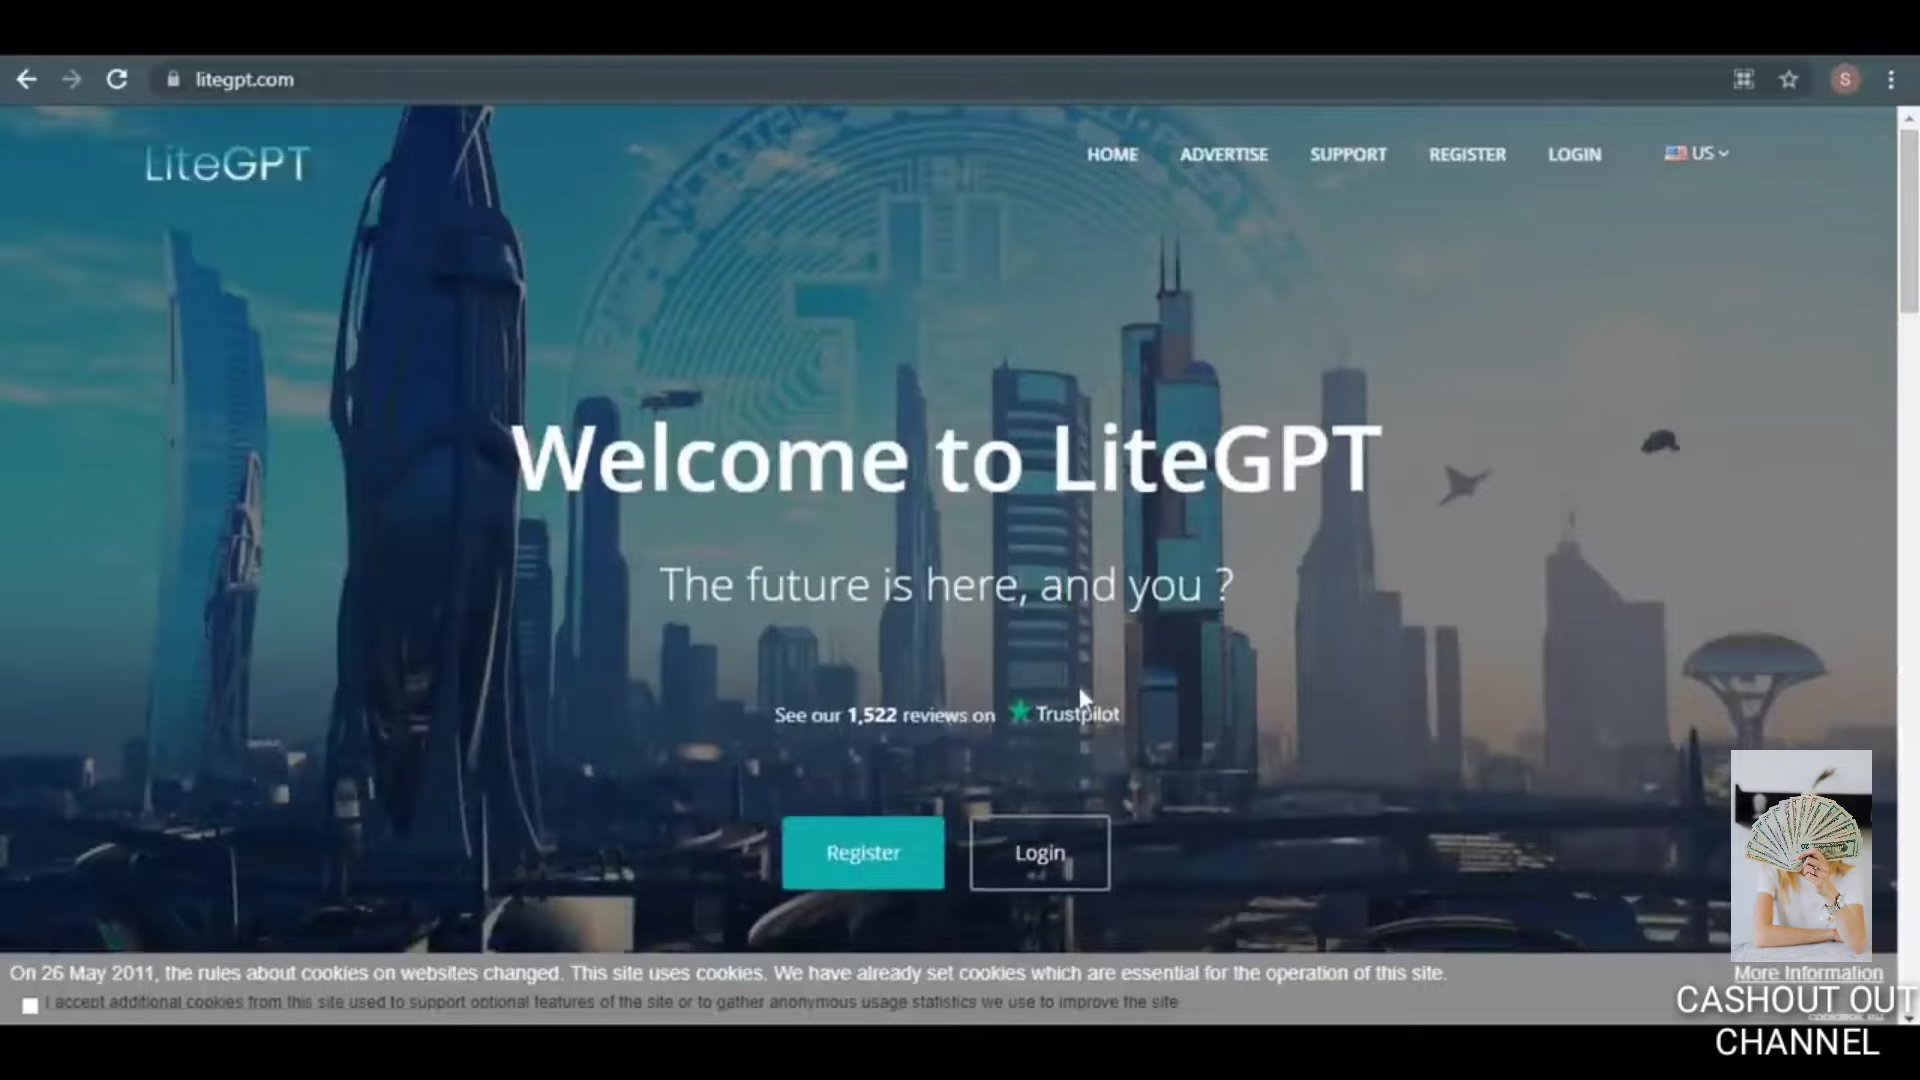 litegpt.com
S
LiteGPT
HOME
ADVERTISE
SUPPORT
REGISTER
LOGIN
US
Welcome to LiteGPT
The future is here, and you ?
See our 1,522 reviews on Trustpilot
Register
Login
On 26 May 2011, the rules about cookies on websites changed. This site uses cookies. We have already set cookies which are essential for the operation of this site.
More Information
I accept additional cookies from this site used to support optional features of the site or to gather anonymous usage statistics we use to improve the site
CASHOUT OUT
CHANNEL